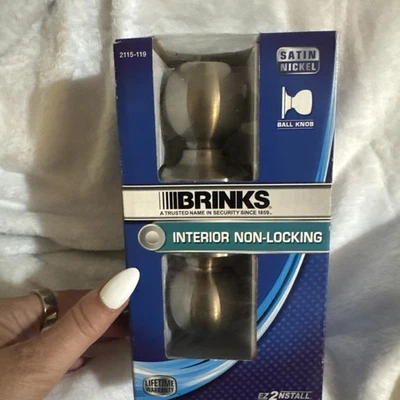 2115-119
SATIN
NICKEL
BALL KNOB
BRINKS
A TRUSTED NAME IN SECURITY SINCE 1859.
INTERIOR NON-LOCKING
LIFETIME
WARRANTY
EZ2NSTALL